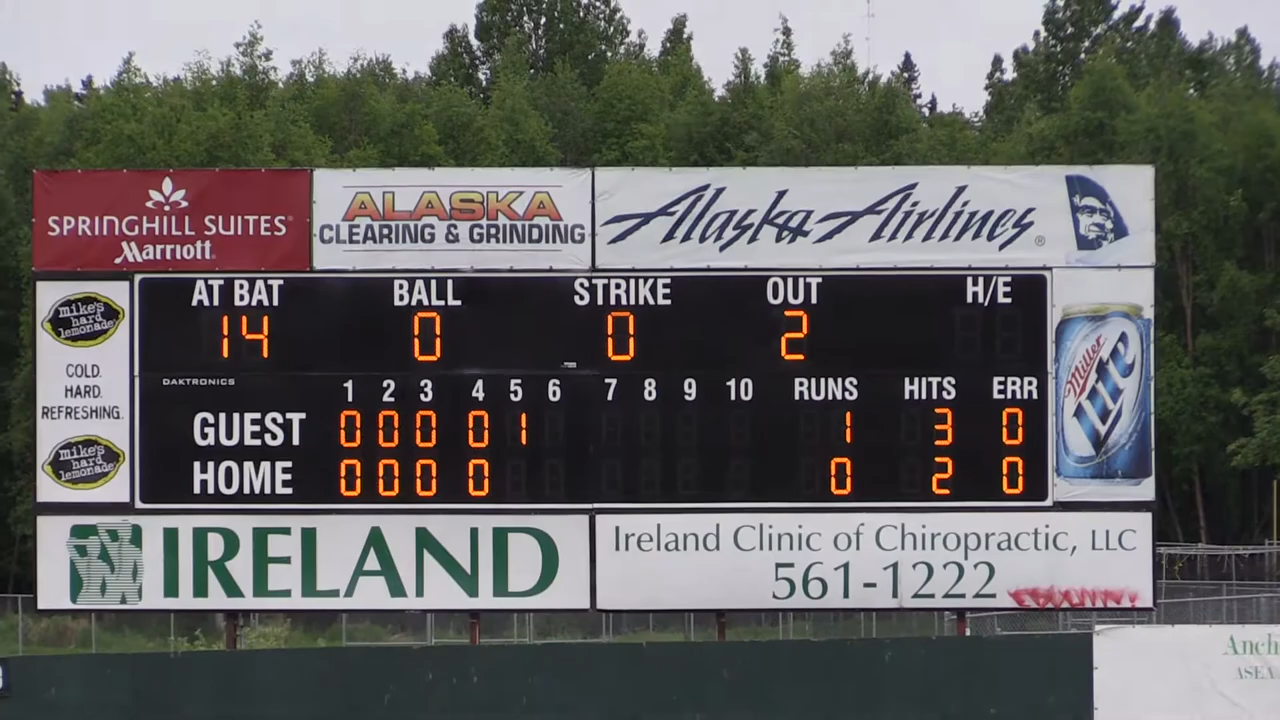 SPRINGHILL SUITES
Marriott
ALASKA
CLEARING & GRINDING
Alaska Airlines
mike's
hard
lemonade
COLD.
HARD.
REFRESHING.
mike's
hard
lemonade
AT BAT BALL STRIKE OUT H/E
14 0 0 2
DAKTRONICS
1 2 3 4 5 6 7 8 9 10 RUNS HITS ERR
GUEST 0 0 0 0 1 1 3 0
HOME 0 0 0 0 0 2 0
Miller
LITE
IRELAND
Ireland Clinic of Chiropractic, LLC
561-1222